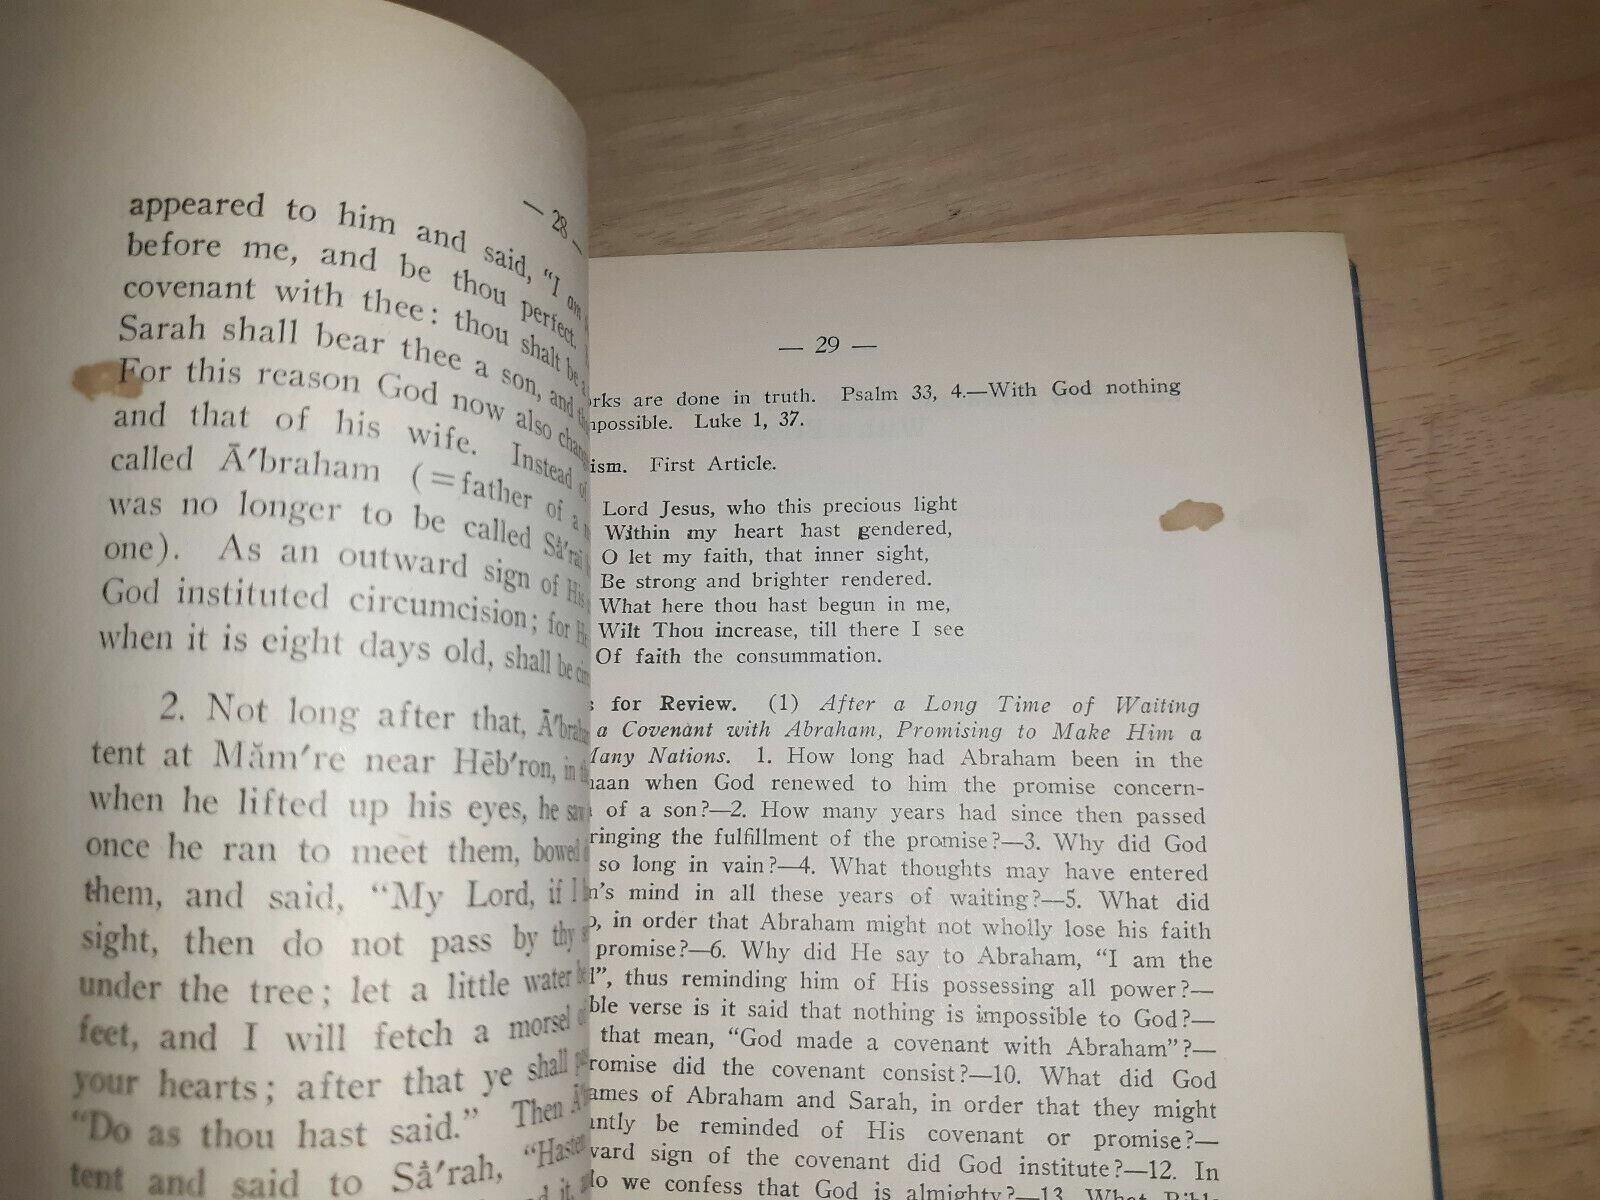 — 28 —
appeared to him and said, "I am
before me, and be thou perfect.
covenant with thee: thou shalt be a
Sarah shall bear thee a son, and
For this reason God now also
and that of his wife. Instead of
called Ā′braham (=father of a
was no longer to be called
one). As an outward sign of His
God instituted circumcision; for
when it is eight days old, shall be
2. Not long after that,
tent at Măm′re near Hēb′ron, in
when he lifted up his eyes, he saw
once he ran to meet them, bowed
them, and said, "My Lord, if I
sight, then do not pass by thy
under the tree; let a little water
feet, and I will fetch a morsel
your hearts; after that ye shall
"Do as thou hast said." Then
tent and said to Så′rah, "Hasten
— 29 —
are done in truth. Psalm 33, 4.—With God nothing
Luke 1, 37.
First Article.
Lord Jesus, who this precious light
Within my heart hast gendered,
O let my faith, that inner sight,
Be strong and brighter rendered.
What here thou hast begun in me,
Wilt Thou increase, till there I see
Of faith the consummation.
for Review. (1) After a Long Time of Waiting
a Covenant with Abraham, Promising to Make Him a
Many Nations. 1. How long had Abraham been in the
naan when God renewed to him the promise concern-
of a son?—2. How many years had since then passed
ringing the fulfillment of the promise?—3. Why did God
so long in vain?—4. What thoughts may have entered
n's mind in all these years of waiting?—5. What did
, in order that Abraham might not wholly lose his faith
promise?—6. Why did He say to Abraham, "I am the
", thus reminding him of His possessing all power?—
ble verse is it said that nothing is impossible to God?—
that mean, "God made a covenant with Abraham"?—
romise did the covenant consist?—10. What did God
ames of Abraham and Sarah, in order that they might
antly be reminded of His covenant or promise?—
ward sign of the covenant did God institute?—12. In
do we confess that God is almighty?—13. What Bible